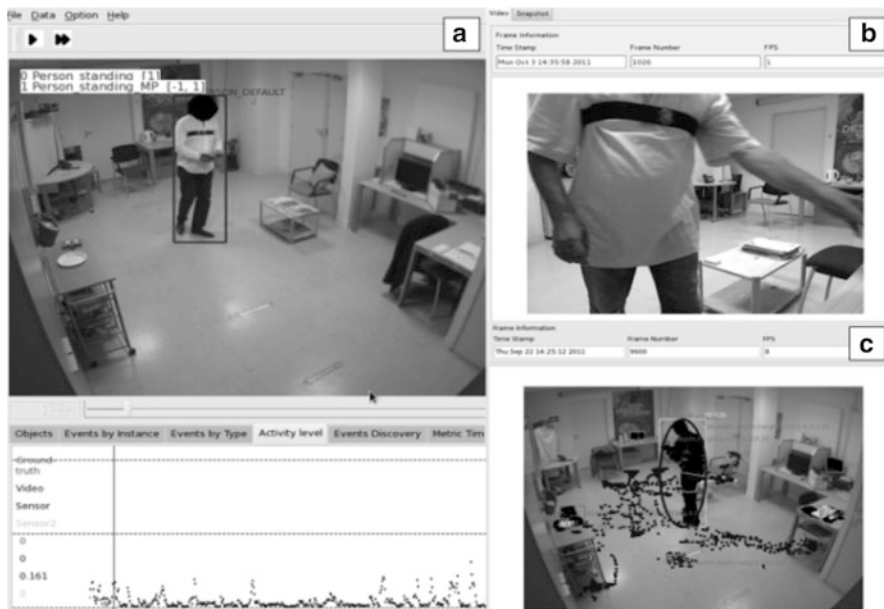 File Data Option Help
a
0 Person_standing [1]
1 Person_standing_MP [-1, 1]
SON_DEFAULT
Objects Events by Instance Events by Type Activity level Events Discovery Metric Tim
Ground
truth
Video
Sensor
Sensor2
0
0
0.161
0
Video Snapshot
b
Frame Information
Time Stamp Frame Number FPS
Mon Oct 3 14:35:58 2011 1026 1
Frame Information
c
Time Stamp Frame Number FPS
Thu Sep 22 14:25:12 2011 9600 8